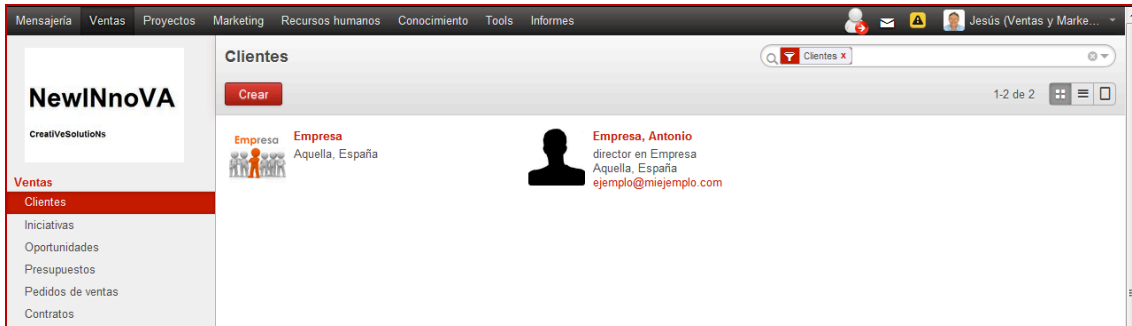 Mensajería Ventas Proyectos Marketing Recursos humanos Conocimiento Tools Informes Jesús (Ventas y Marke...
NewINnoVA
CreatiVeSolutioNs
Clientes
Clientes x
Crear
1-2 de 2
Empresa
Empresa
Aquella, España
Empresa, Antonio
director en Empresa
Aquella, España
ejemplo@miejemplo.com
Ventas
Clientes
Iniciativas
Oportunidades
Presupuestos
Pedidos de ventas
Contratos